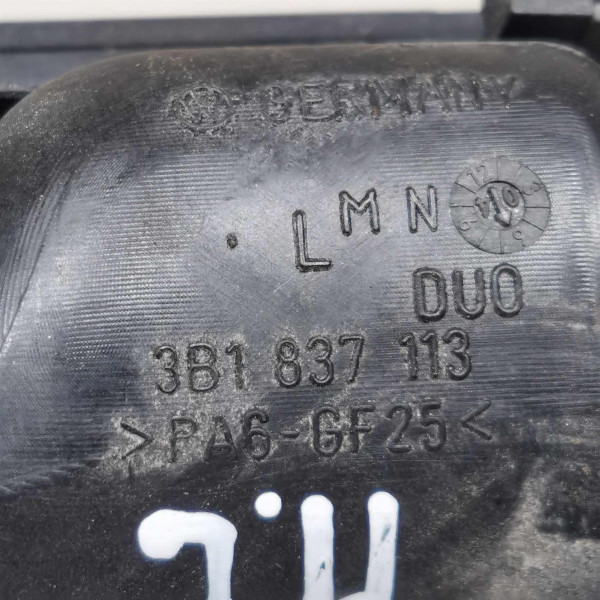 GERMANY
LMN
DUO
3B1 837 113
>PA6-GF25<